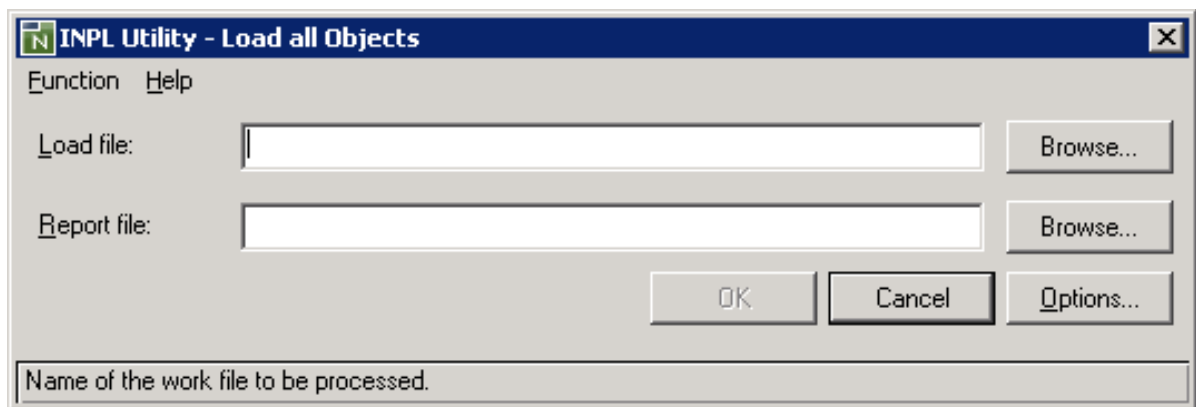 INPL Utility - Load all Objects
Function Help
Load file: Browse...
Report file: Browse...
OK Cancel Options...
Name of the work file to be processed.